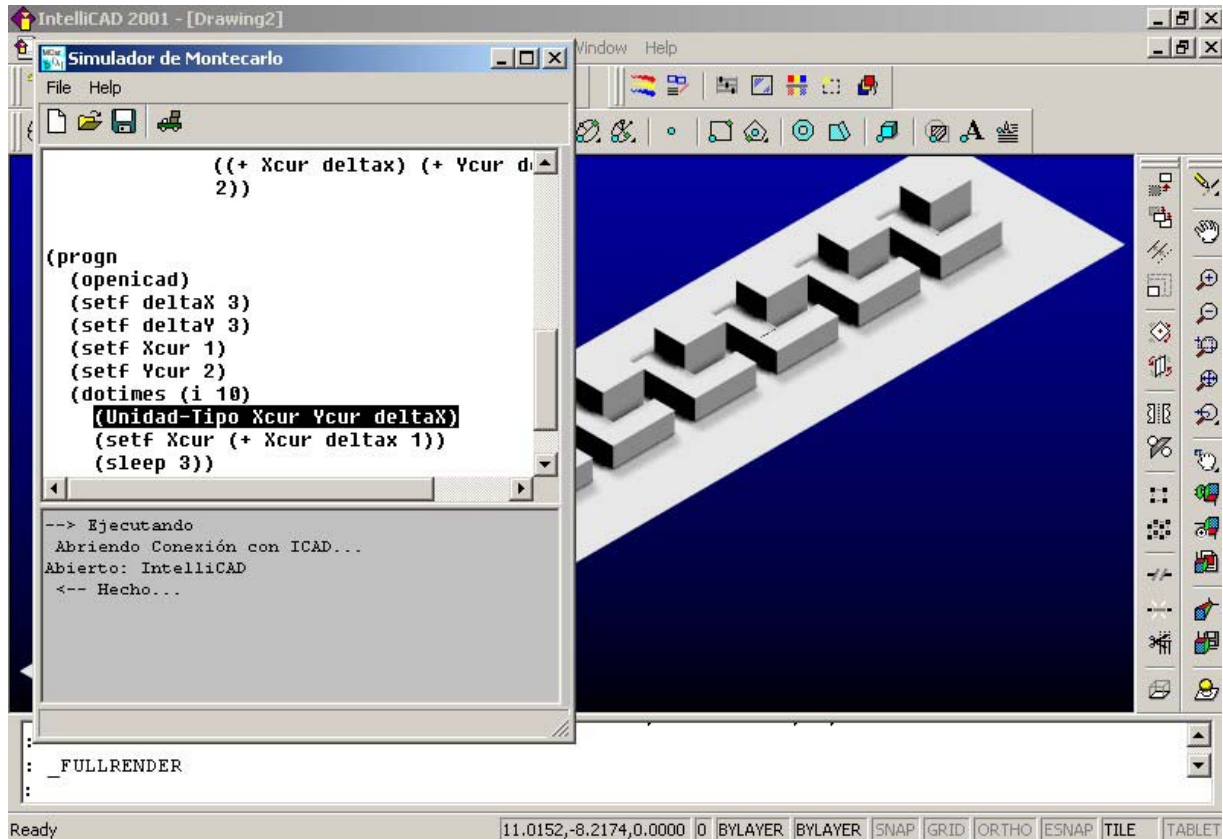 IntelliCAD 2001 - [Drawing2]
Window Help
Simulador de Montecarlo
File Help
((+ Xcur deltax) (+ Ycur
2))
(progn
(openicad)
(setf deltaX 3)
(setf deltaY 3)
(setf Xcur 1)
(setf Ycur 2)
(dotimes (i 10)
(Unidad-Tipo Xcur Ycur deltaX)
(setf Xcur (+ Xcur deltax 1))
(sleep 3))
--> Ejecutando
Abriendo Conexión con ICAD...
Abierto: IntelliCAD
<-- Hecho...
:
: _FULLRENDER
:
Ready 11.0152,-8.2174,0.0000 0 BYLAYER BYLAYER SNAP GRID ORTHO ESNAP TILE TABLET